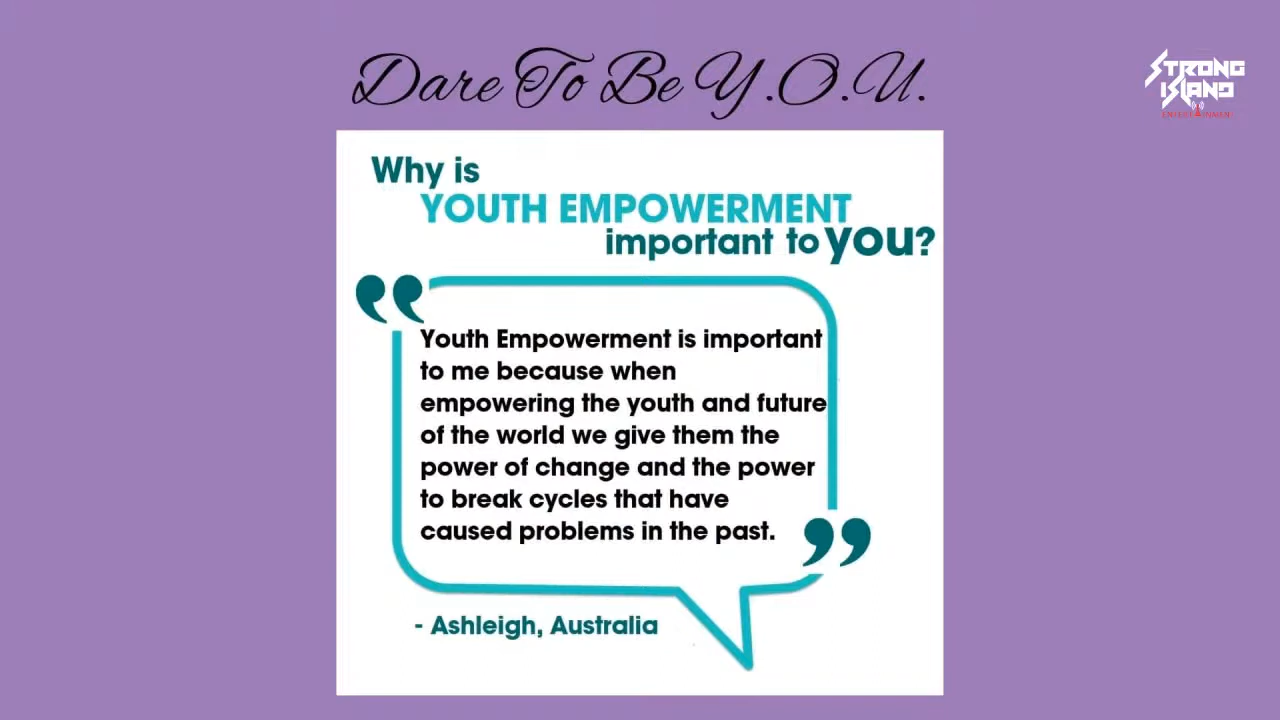 Dare To Be Y.O.U.
STRONG
ISLAND
Why is
YOUTH EMPOWERMENT
important to you?
“
Youth Empowerment is important
to me because when
empowering the youth and future
of the world we give them the
power of change and the power
to break cycles that have
caused problems in the past.
”
- Ashleigh, Australia